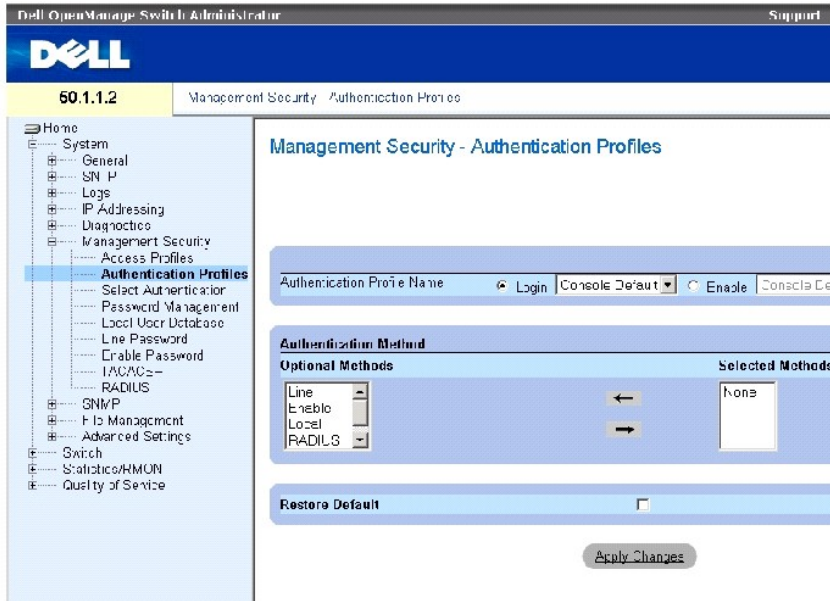 Dell OpenManage Switch Administrator
Support
DELL
60.1.1.2
Management Security Authentication Profiles
Home
System
General
SNTP
Logs
IP Addressing
Diagnostics
Management Security
Access Profiles
Authentication Profiles
Select Authentication
Password Management
Local User Database
Line Password
Enable Password
TACACS+
RADIUS
SNMP
File Management
Advanced Settings
Switch
Statistics/RMON
Quality of Service
Management Security - Authentication Profiles
Authentication Profile Name
Login
Console Default
Enable
Console De
Authentication Method
Optional Methods
Selected Methods
Line
Enable
Local
RADIUS
None
Restore Default
Apply Changes